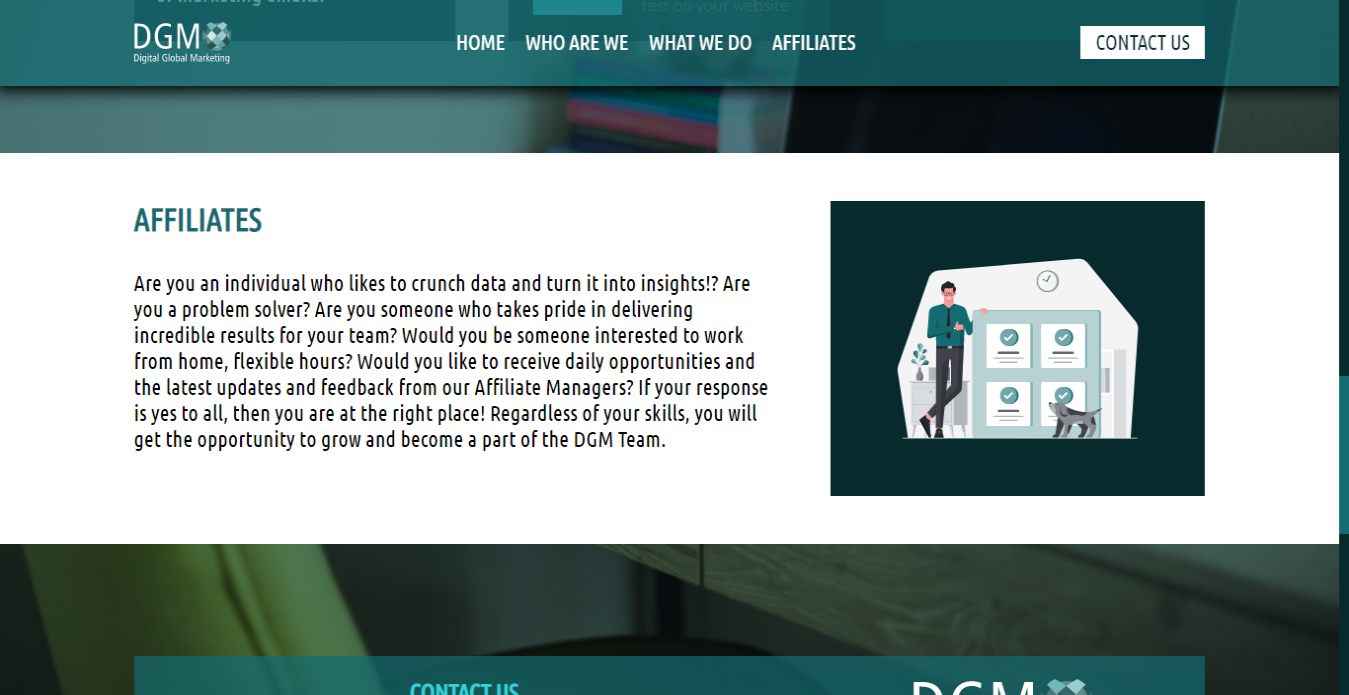 of marketing emails.
test on your website
DGM
Digital Global Marketing
HOME WHO ARE WE WHAT WE DO AFFILIATES
CONTACT US
AFFILIATES
Are you an individual who likes to crunch data and turn it into insights!? Are
you a problem solver? Are you someone who takes pride in delivering
incredible results for your team? Would you be someone interested to work
from home, flexible hours? Would you like to receive daily opportunities and
the latest updates and feedback from our Affiliate Managers? If your response
is yes to all, then you are at the right place! Regardless of your skills, you will
get the opportunity to grow and become a part of the DGM Team.
CONTACT US
DGM